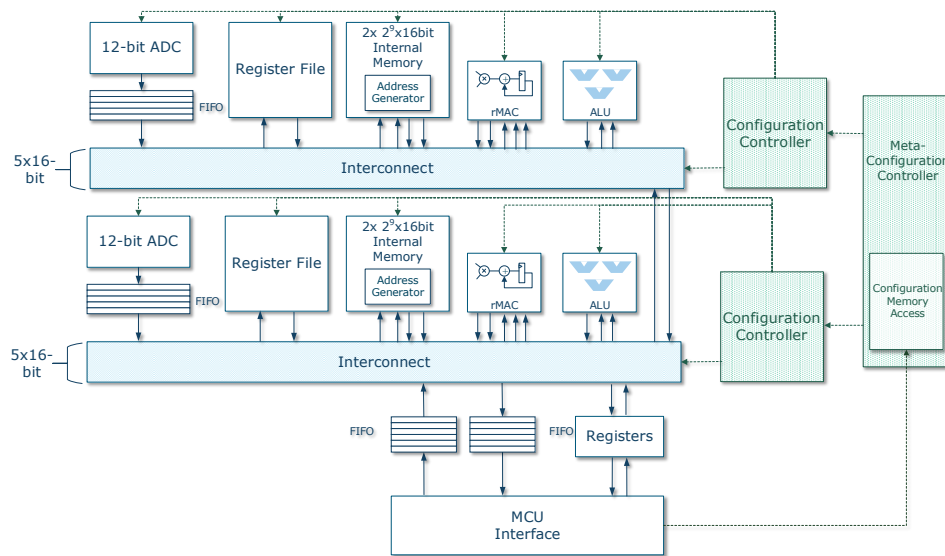 12-bit ADC
FIFO
Register File
2x 2⁹x16bit
Internal
Memory
Address
Generator
rMAC
ALU
Configuration
Controller
Meta-
Configuration
Controller
5x16-
bit
Interconnect
12-bit ADC
FIFO
Register File
2x 2⁹x16bit
Internal
Memory
Address
Generator
rMAC
ALU
Configuration
Controller
Configuration
Memory
Access
5x16-
bit
Interconnect
FIFO
FIFO
Registers
MCU
Interface